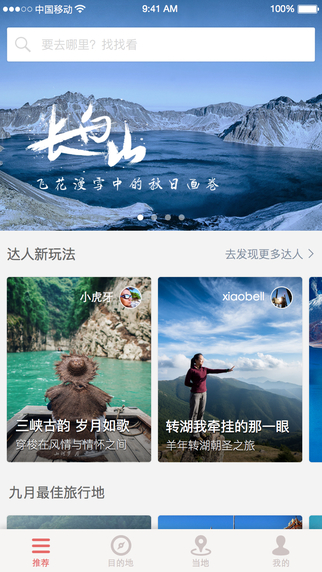 中国移动
9:41 AM
100%
要去哪里？找找看
长白山
飞花漫雪中的秋日画卷
达人新玩法
去发现更多达人
小虎牙
三峡古韵 岁月如歌
穿梭在风情与情怀之间
xiaobell
转湖我牵挂的那一眼
羊年转湖朝圣之旅
九月最佳旅行地
推荐
目的地
当地
我的